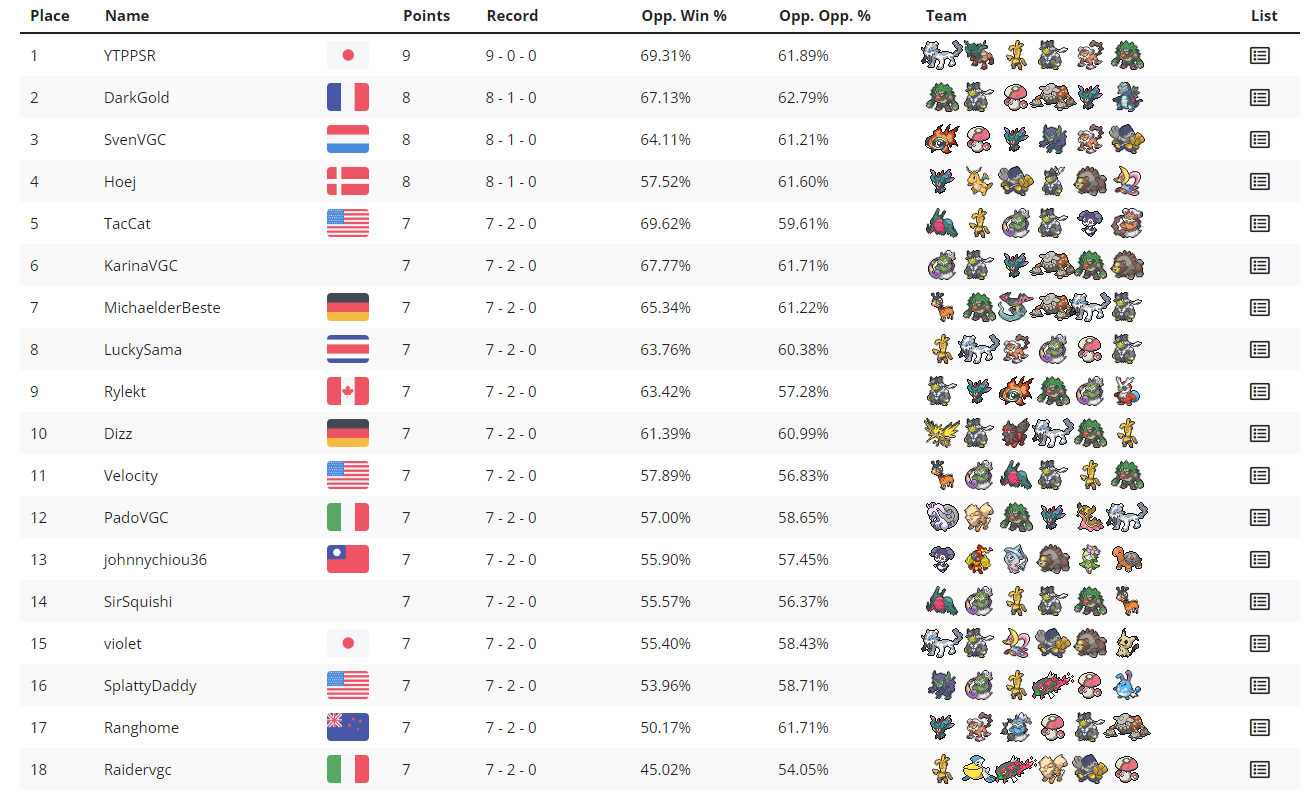 Place Name Points Record Opp. Win % Opp. Opp. % Team List
1 YTPPSR 9 9 - 0 - 0 69.31% 61.89%
2 DarkGold 8 8 - 1 - 0 67.13% 62.79%
3 SvenVGC 8 8 - 1 - 0 64.11% 61.21%
4 Hoej 8 8 - 1 - 0 57.52% 61.60%
5 TacCat 7 7 - 2 - 0 69.62% 59.61%
6 KarinaVGC 7 7 - 2 - 0 67.77% 61.71%
7 MichaelderBeste 7 7 - 2 - 0 65.34% 61.22%
8 LuckySama 7 7 - 2 - 0 63.76% 60.38%
9 Rylekt 7 7 - 2 - 0 63.42% 57.28%
10 Dizz 7 7 - 2 - 0 61.39% 60.99%
11 Velocity 7 7 - 2 - 0 57.89% 56.83%
12 PadoVGC 7 7 - 2 - 0 57.00% 58.65%
13 johnnychiou36 7 7 - 2 - 0 55.90% 57.45%
14 SirSquishi 7 7 - 2 - 0 55.57% 56.37%
15 violet 7 7 - 2 - 0 55.40% 58.43%
16 SplattyDaddy 7 7 - 2 - 0 53.96% 58.71%
17 Ranghome 7 7 - 2 - 0 50.17% 61.71%
18 Raidervgc 7 7 - 2 - 0 45.02% 54.05%